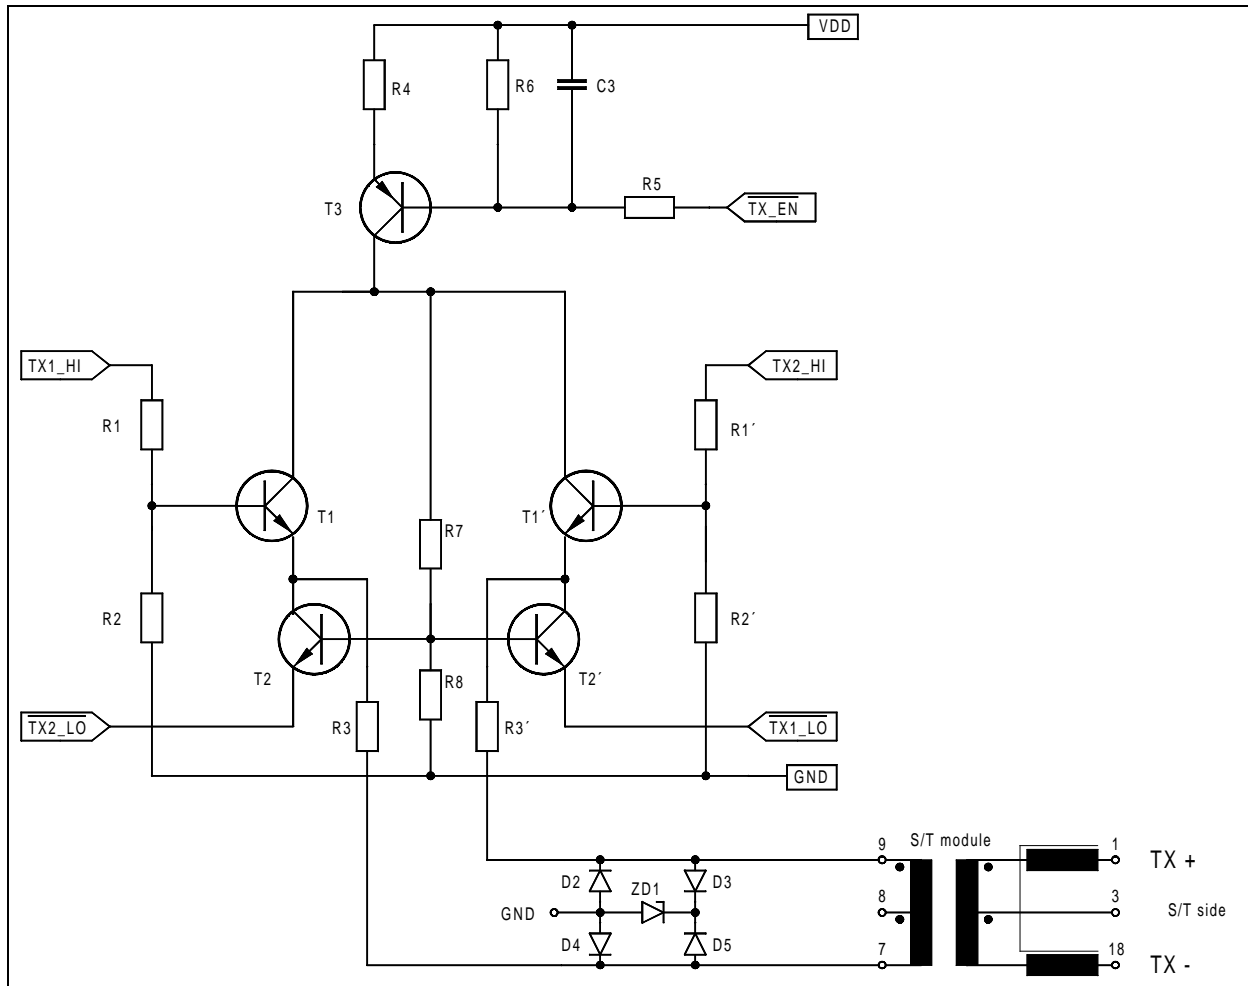 VDD
R4
R6
C3
R5
T3
TX_EN
TX1_HI
TX2_HI
R1
R1´
T1
T1´
R7
R2
R2´
T2
T2´
R8
TX2_LO
R3
R3´
TX1_LO
GND
S/T module
9
1
TX +
D2
ZD1
D3
GND
8
3
S/T side
D4
D5
7
18
TX -